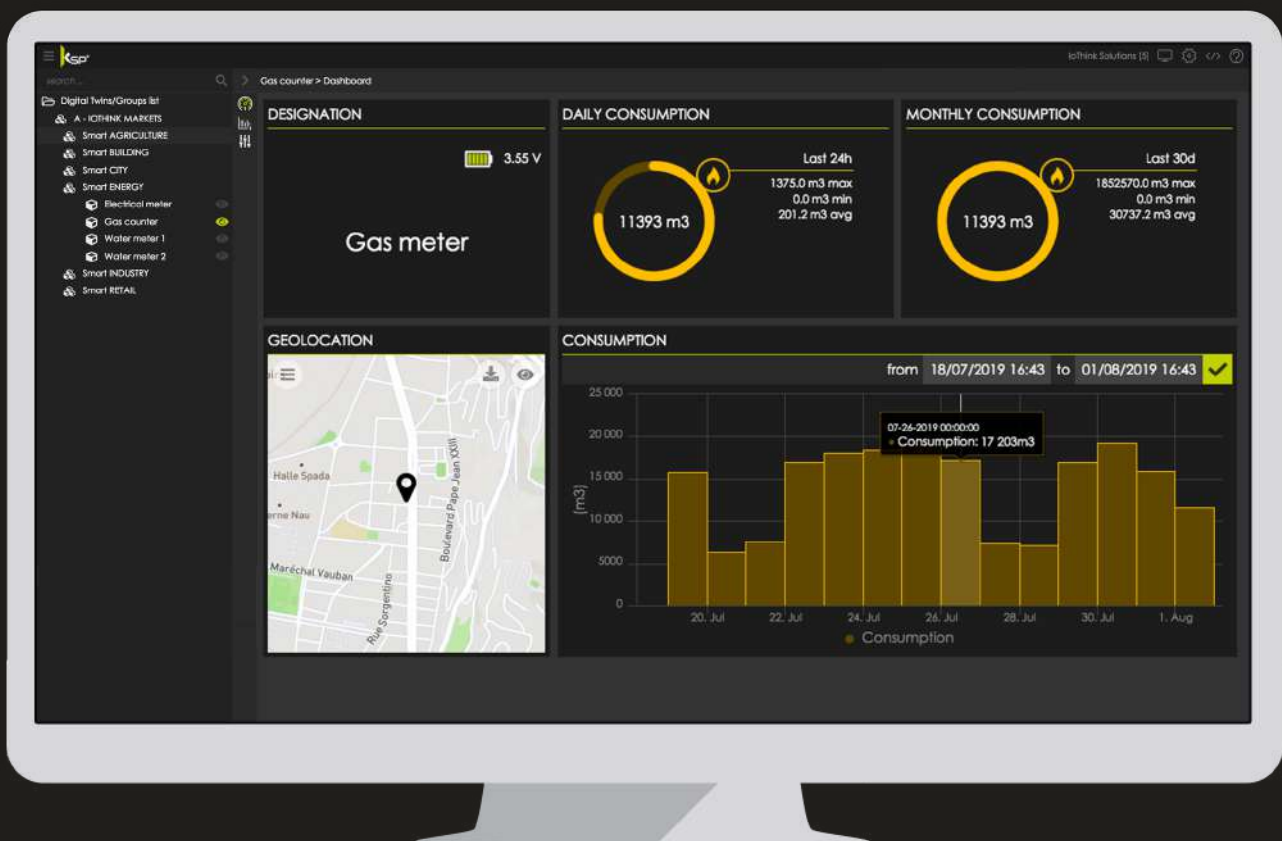 KSP®
IoThink Solutions (5)
search...
Gas counter > Dashboard
Digital Twins/Groups list
A - IOTHINK MARKETS
Smart AGRICULTURE
Smart BUILDING
Smart CITY
Smart ENERGY
Electrical meter
Gas counter
Water meter 1
Water meter 2
Smart INDUSTRY
Smart RETAIL
DESIGNATION
3.55 V
Gas meter
DAILY CONSUMPTION
Last 24h
1375.0 m3 max
0.0 m3 min
201.2 m3 avg
11393 m3
MONTHLY CONSUMPTION
Last 30d
1852570.0 m3 max
0.0 m3 min
30737.2 m3 avg
11393 m3
GEOLOCATION
Halle Spada
erne Nau
Maréchal Vauban
Boulevard Pape Jean XXIII
Rue Sorgentino
CONSUMPTION
from 18/07/2019 16:43 to 01/08/2019 16:43
25 000
20 000
15 000
10 000
5000
0
(m3)
07-26-2019 00:00:00
Consumption: 17 203m3
20. Jul 22. Jul 24. Jul 26. Jul 28. Jul 30. Jul 1. Aug
Consumption